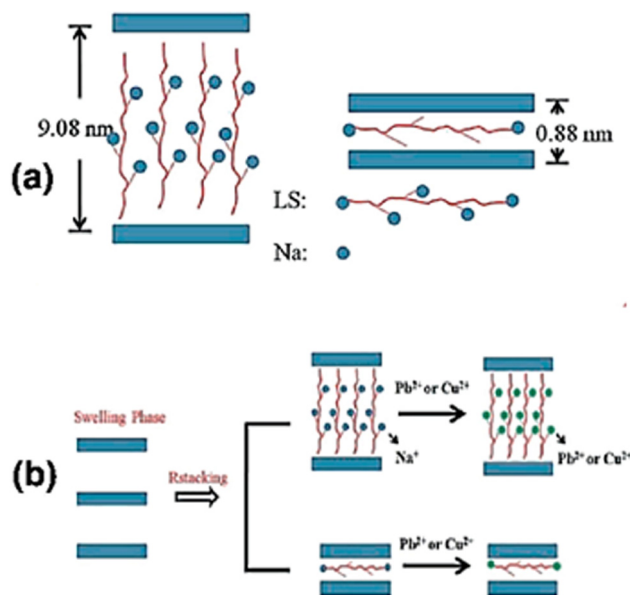 9.08 nm
0.88 nm
(a)
LS:
Na:
Swelling Phase
Rstacking
(b)
Pb²⁺ or Cu²⁺
Na⁺
Pb²⁺ or Cu²⁺
Pb²⁺ or Cu²⁺